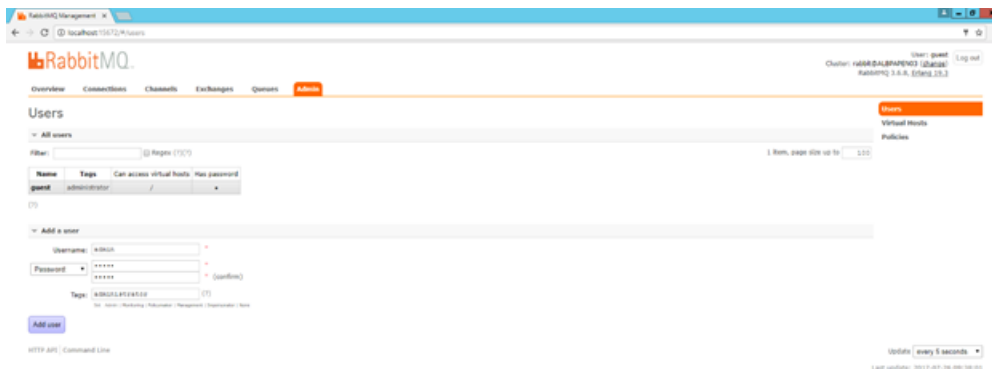 RabbitMQ Management
localhost:15672/#/users
RabbitMQ
User: guest
Log out
Cluster: (change)
RabbitMQ 3.6.8, Erlang 19.3
Overview Connections Channels Exchanges Queues Admin
Users
Users
Virtual Hosts
Policies
All users
Filter: Regex (?)(?)
1 item, page size up to 100
Name Tags Can access virtual hosts Has password
guest administrator / •
(?)
Add a user
Username: admin *
Password ***** *
***** * (confirm)
Tags: administrator (?)
Add user
HTTP API Command Line
Update every 5 seconds
Last update: